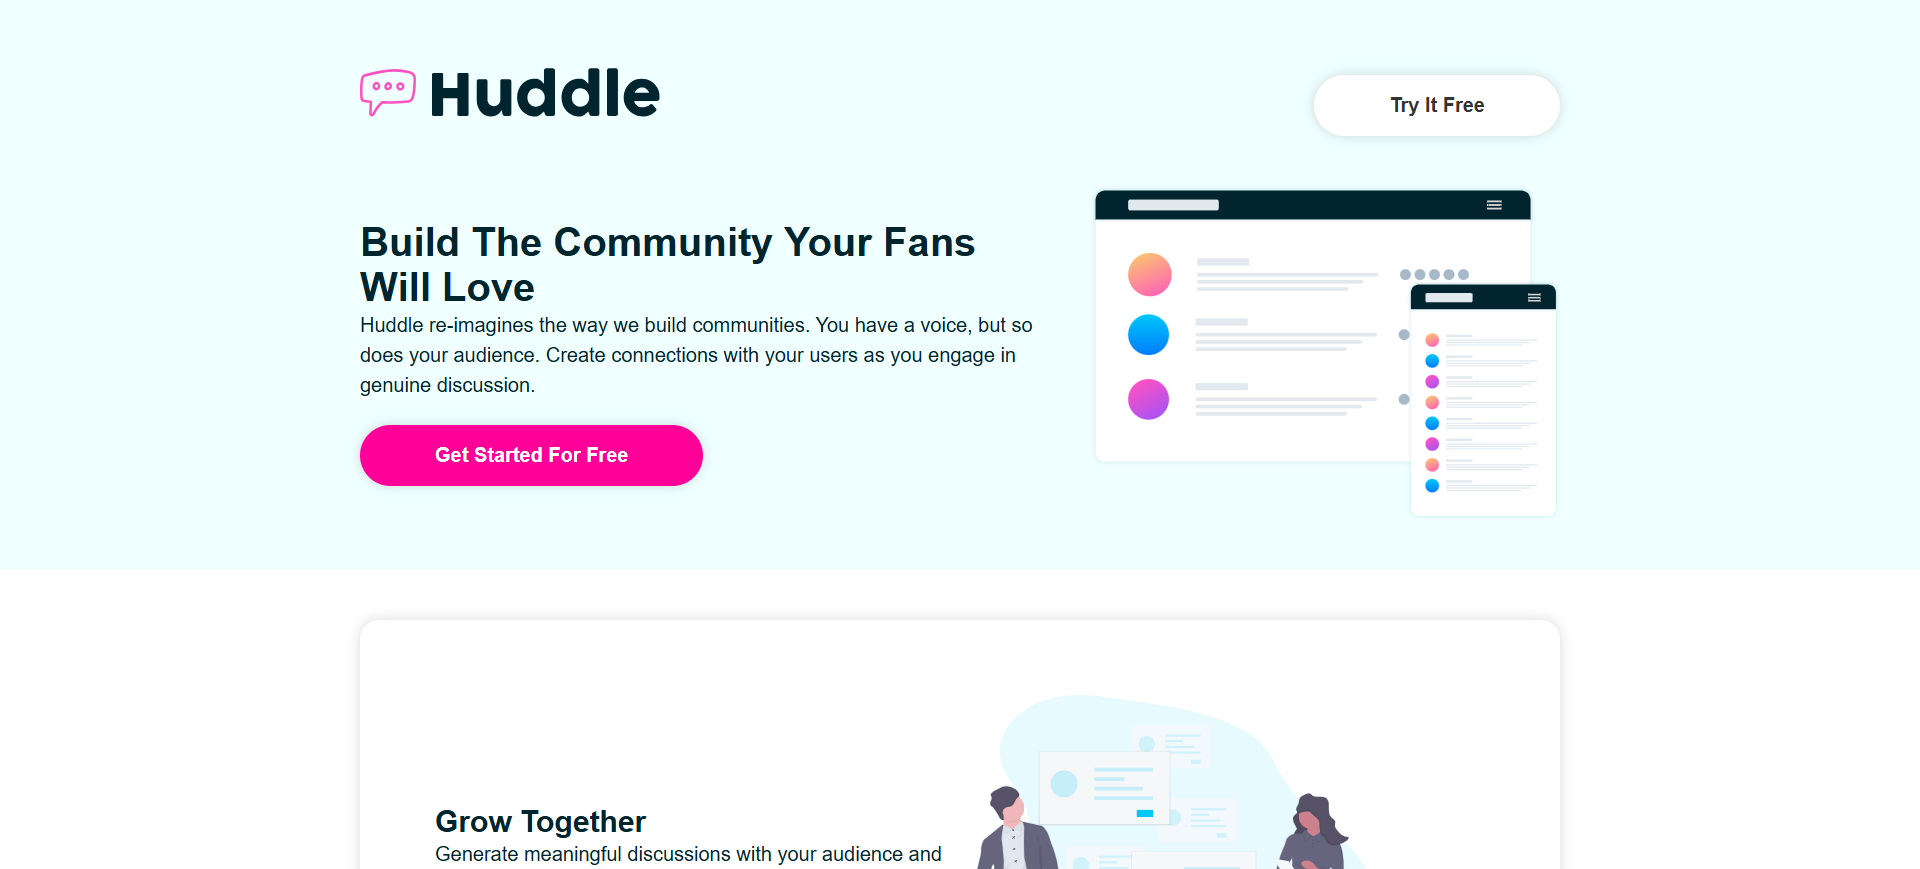 Huddle
Try It Free
Build The Community Your Fans
Will Love
Huddle re-imagines the way we build communities. You have a voice, but so
does your audience. Create connections with your users as you engage in
genuine discussion.
Get Started For Free
Grow Together
Generate meaningful discussions with your audience and